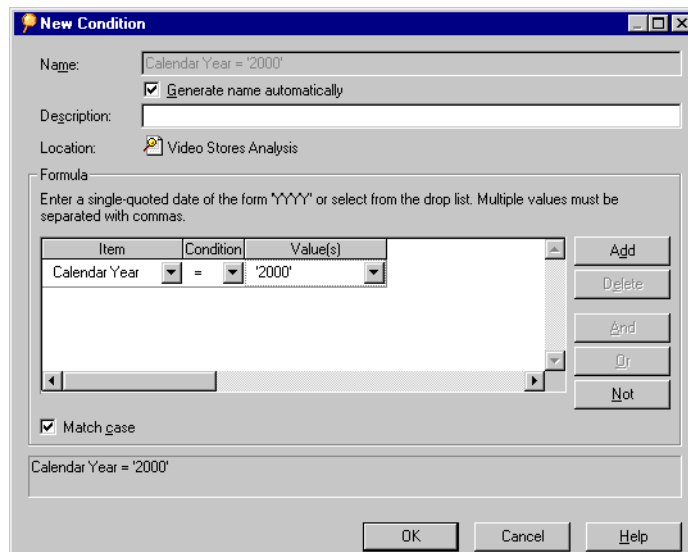 New Condition
Name: Calendar Year = '2000'
Generate name automatically
Description:
Location: Video Stores Analysis
Formula
Enter a single-quoted date of the form 'YYYY' or select from the drop list. Multiple values must be
separated with commas.
Item Condition Value(s)
Calendar Year = '2000'
Add
Delete
And
Or
Not
Match case
Calendar Year = '2000'
OK Cancel Help